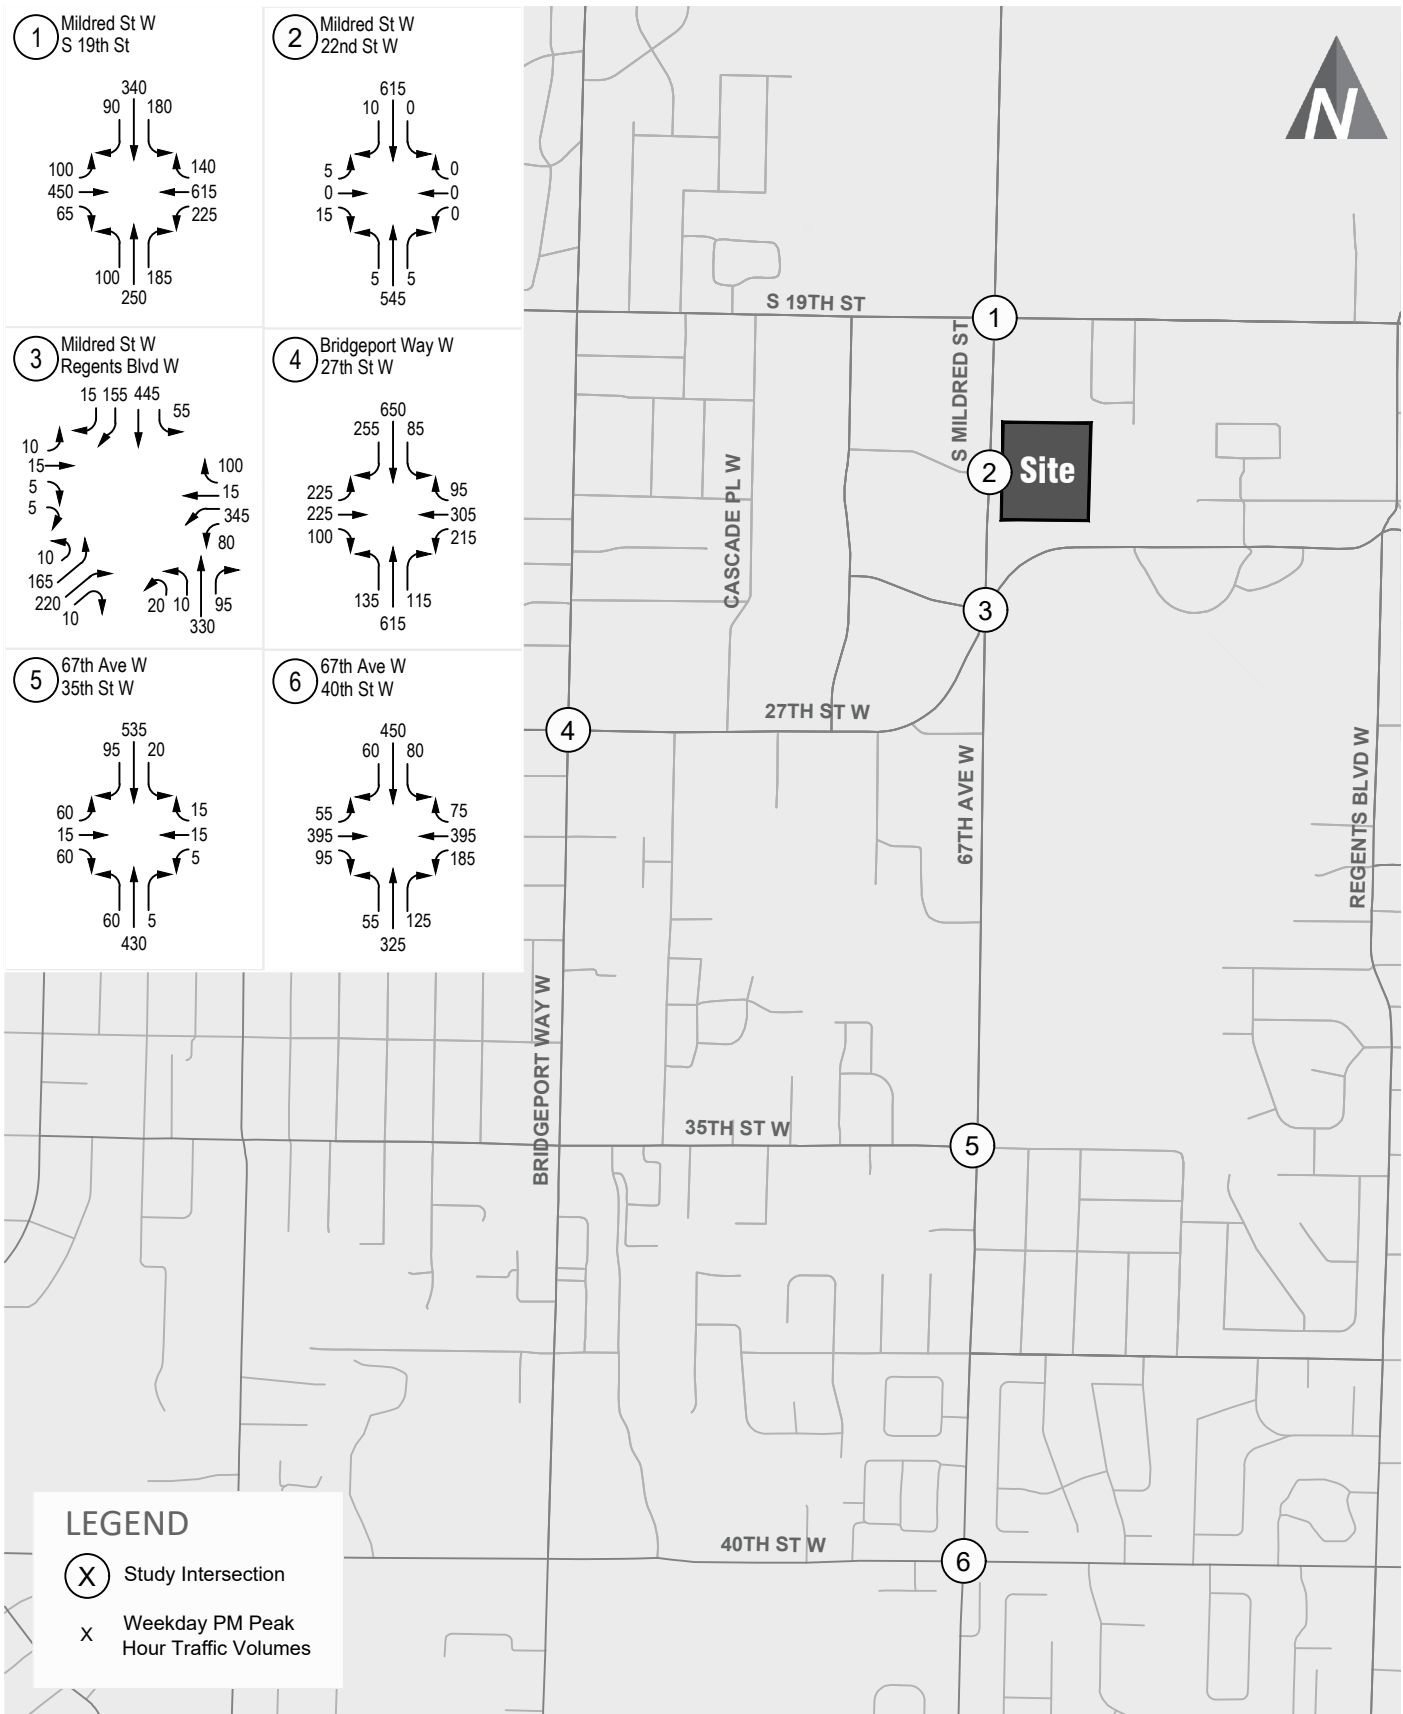 1
Mildred St W
S 19th St
340
90 180
100 140
450 615
65 225
100 185
250
2
Mildred St W
22nd St W
615
10 0
5 0
0 0
15 0
5 5
545
3
Mildred St W
Regents Blvd W
15 155 445
55
10
15
5
5
100
15
345
80
10
165
220
10
20 10 95
330
4
Bridgeport Way W
27th St W
650
255 85
225 95
225 305
100 215
135 115
615
5
67th Ave W
35th St W
535
95 20
60 15
15 15
60 5
60 5
430
6
67th Ave W
40th St W
450
60 80
55 75
395 395
95 185
55 125
325
N
S 19TH ST
1
S MILDRED ST
2
Site
CASCADE PL W
3
27TH ST W
4
67TH AVE W
REGENTS BLVD W
BRIDGEPORT WAY W
35TH ST W
5
40TH ST W
6
LEGEND
X Study Intersection
X Weekday PM Peak
Hour Traffic Volumes